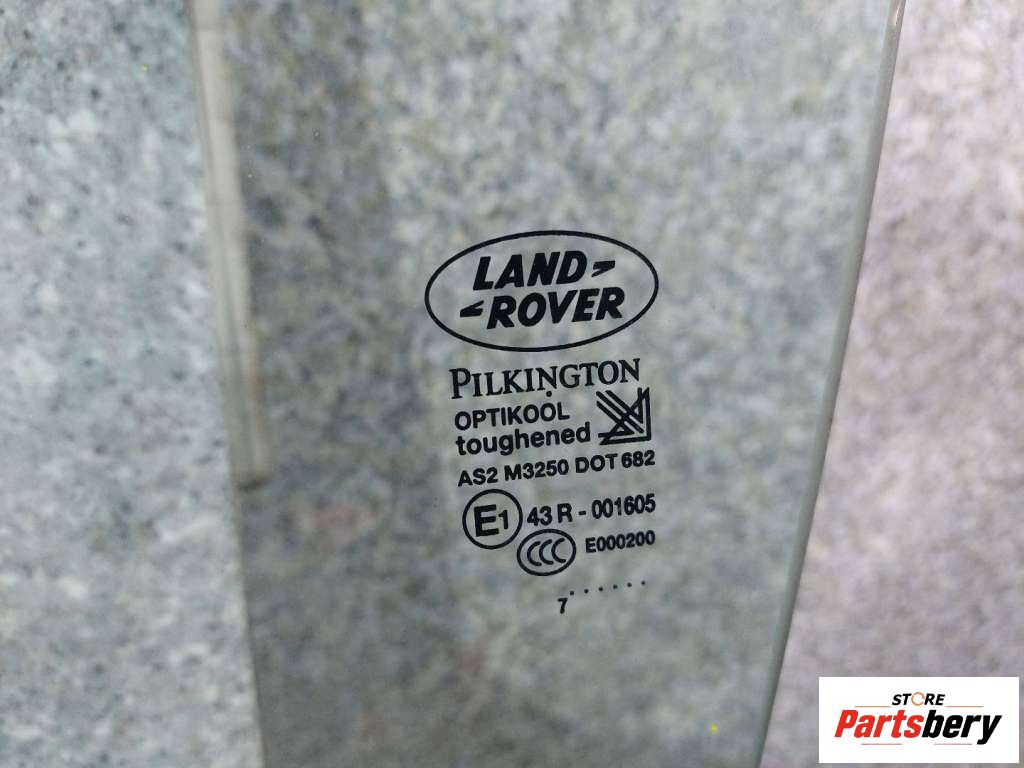 LAND
ROVER
PILKINGTON
OPTIKOOL
toughened
AS2 M3250 DOT 682
E1 43 R - 001605
CCC E000200
7 . . . . . .
STORE
Partsbery